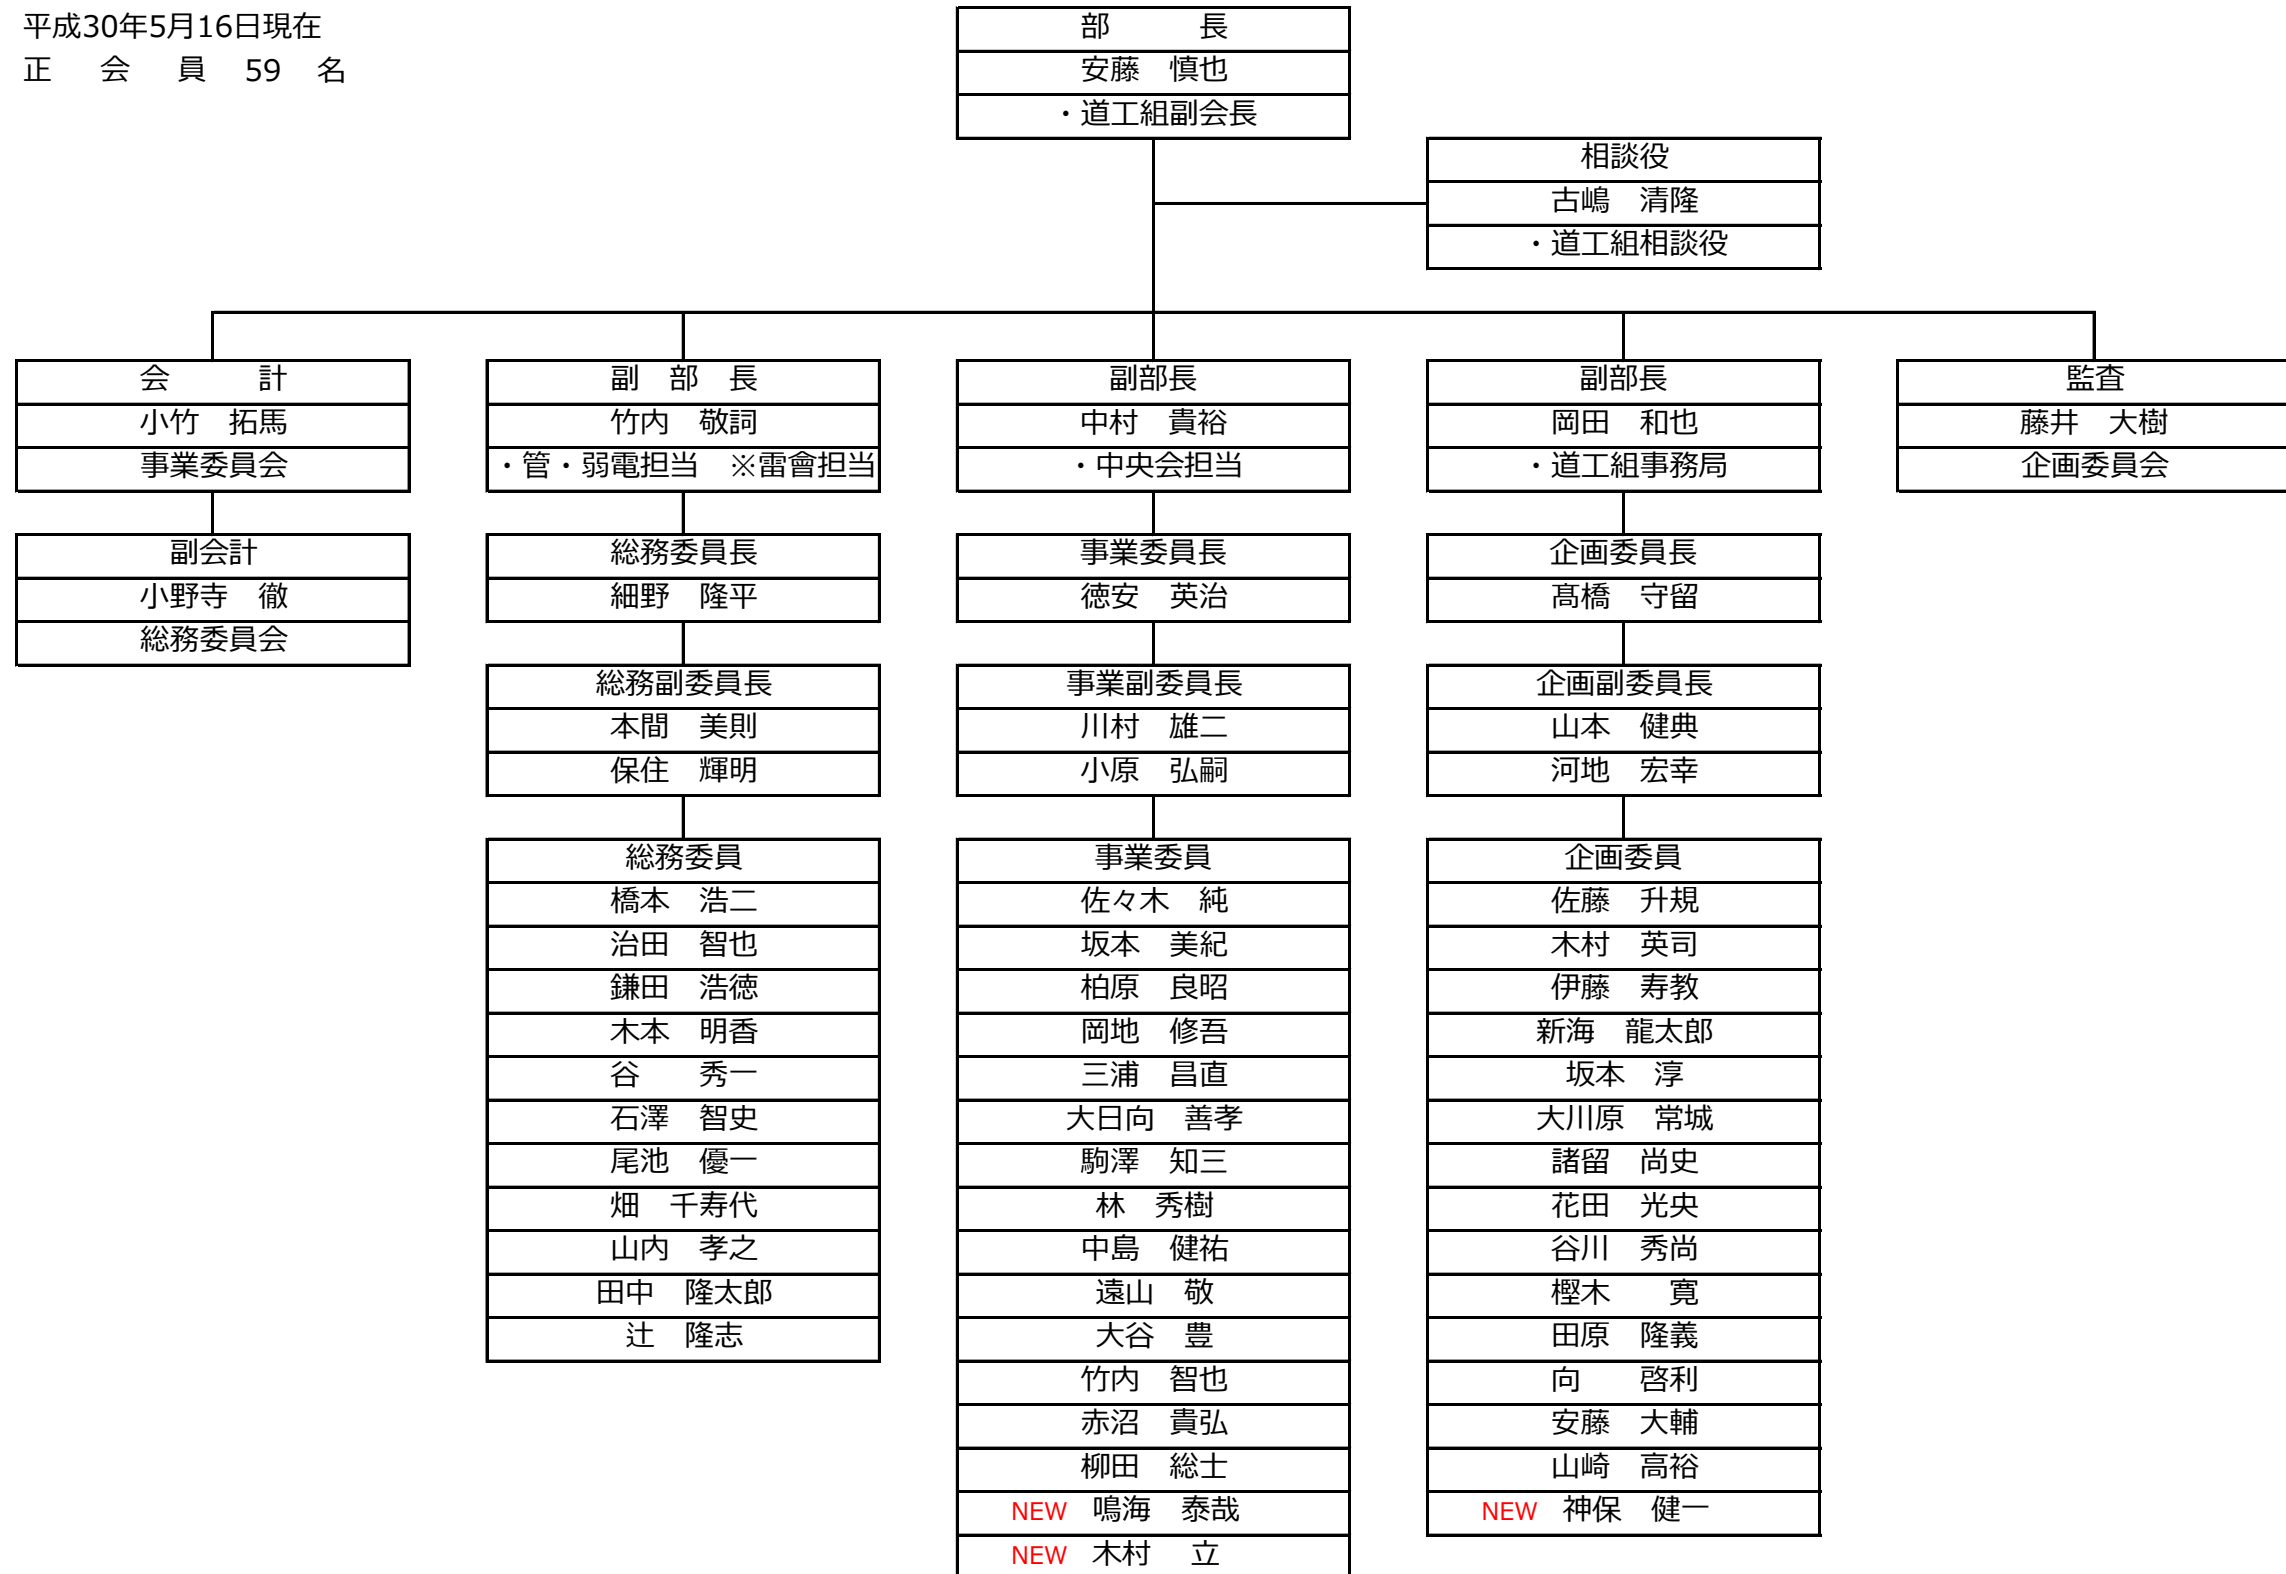 平成30年5月16日現在
正　会　員　59　名
部　　　長
安藤　慎也
・道工組副会長
相談役
古嶋　清隆
・道工組相談役
会　　　計
小竹　拓馬
事業委員会
副会計
小野寺　徹
総務委員会
副　部　長
竹内　敬詞
・管・弱電担当　※雷會担当
総務委員長
細野　隆平
総務副委員長
本間　美則
保住　輝明
総務委員
橋本　浩二
治田　智也
鎌田　浩徳
木本　明香
谷　　秀一
石澤　智史
尾池　優一
畑　千寿代
山内　孝之
田中　隆太郎
辻　隆志
副部長
中村　貴裕
・中央会担当
事業委員長
徳安　英治
事業副委員長
川村　雄二
小原　弘嗣
事業委員
佐々木　純
坂本　美紀
柏原　良昭
岡地　修吾
三浦　昌直
大日向　善孝
駒澤　知三
林　秀樹
中島　健祐
遠山　敬
大谷　豊
竹内　智也
赤沼　貴弘
柳田　総士
NEW　鳴海　泰哉
NEW　木村　立
副部長
岡田　和也
・道工組事務局
企画委員長
髙橋　守留
企画副委員長
山本　健典
河地　宏幸
企画委員
佐藤　升規
木村　英司
伊藤　寿教
新海　龍太郎
坂本　淳
大川原　常城
諸留　尚史
花田　光央
谷川　秀尚
樫木　　寛
田原　隆義
向　　啓利
安藤　大輔
山崎　高裕
NEW　神保　健一
監査
藤井　大樹
企画委員会